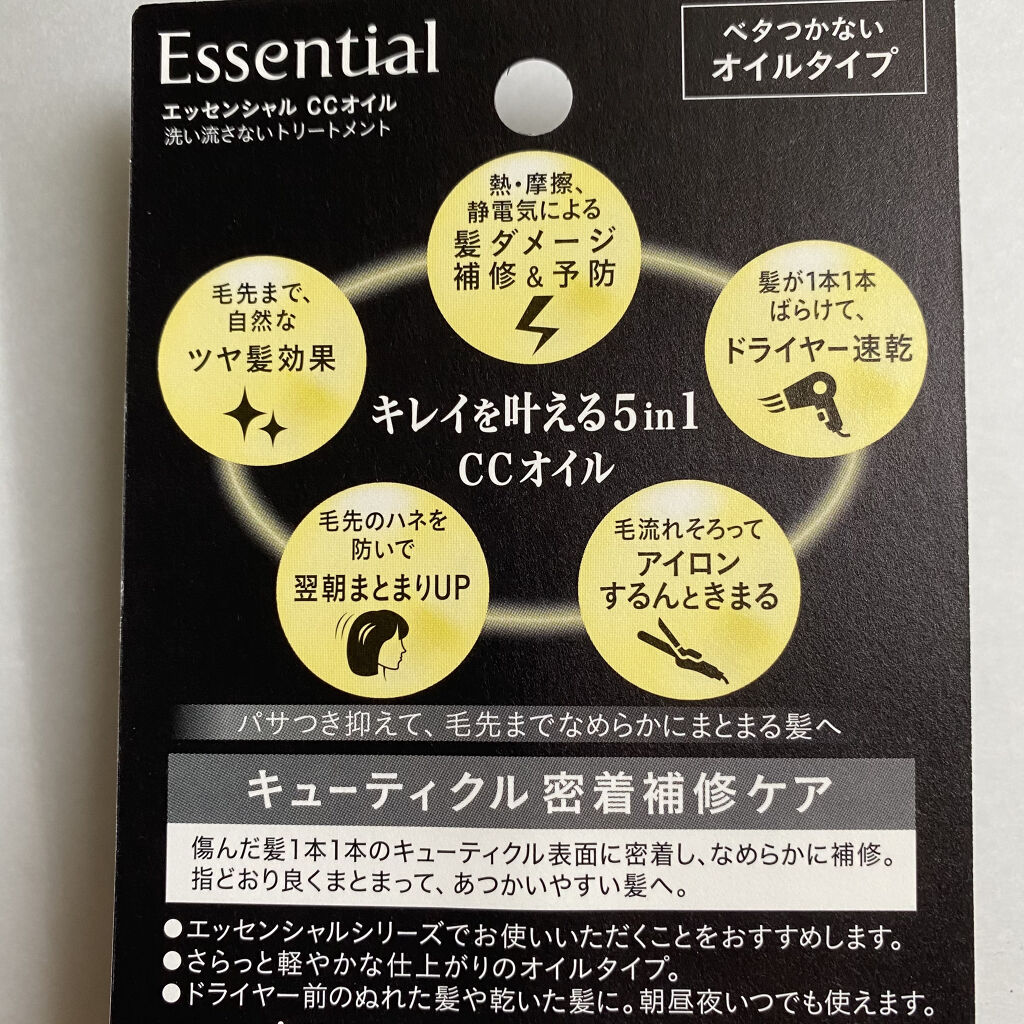 Essential
エッセンシャル CCオイル
洗い流さないトリートメント
ベタつかない
オイルタイプ
熱・摩擦、
静電気による
髪ダメージ
補修&予防
毛先まで、
自然な
ツヤ髪効果
髪が1本1本
ばらけて、
ドライヤー速乾
キレイを叶える5in1
CCオイル
毛先のハネを
防いで
翌朝まとまりUP
毛流れそろって
アイロン
するんときまる
パサつき抑えて、毛先までなめらかにまとまる髪へ
キューティクル 密着補修ケア
傷んだ髪1本1本のキューティクル表面に密着し、なめらかに補修。
指どおり良くまとまって、あつかいやすい髪へ。
●エッセンシャルシリーズでお使いいただくことをおすすめします。
●さらっと軽やかな仕上がりのオイルタイプ。
●ドライヤー前のぬれた髪や乾いた髪に。朝昼夜いつでも使えます。